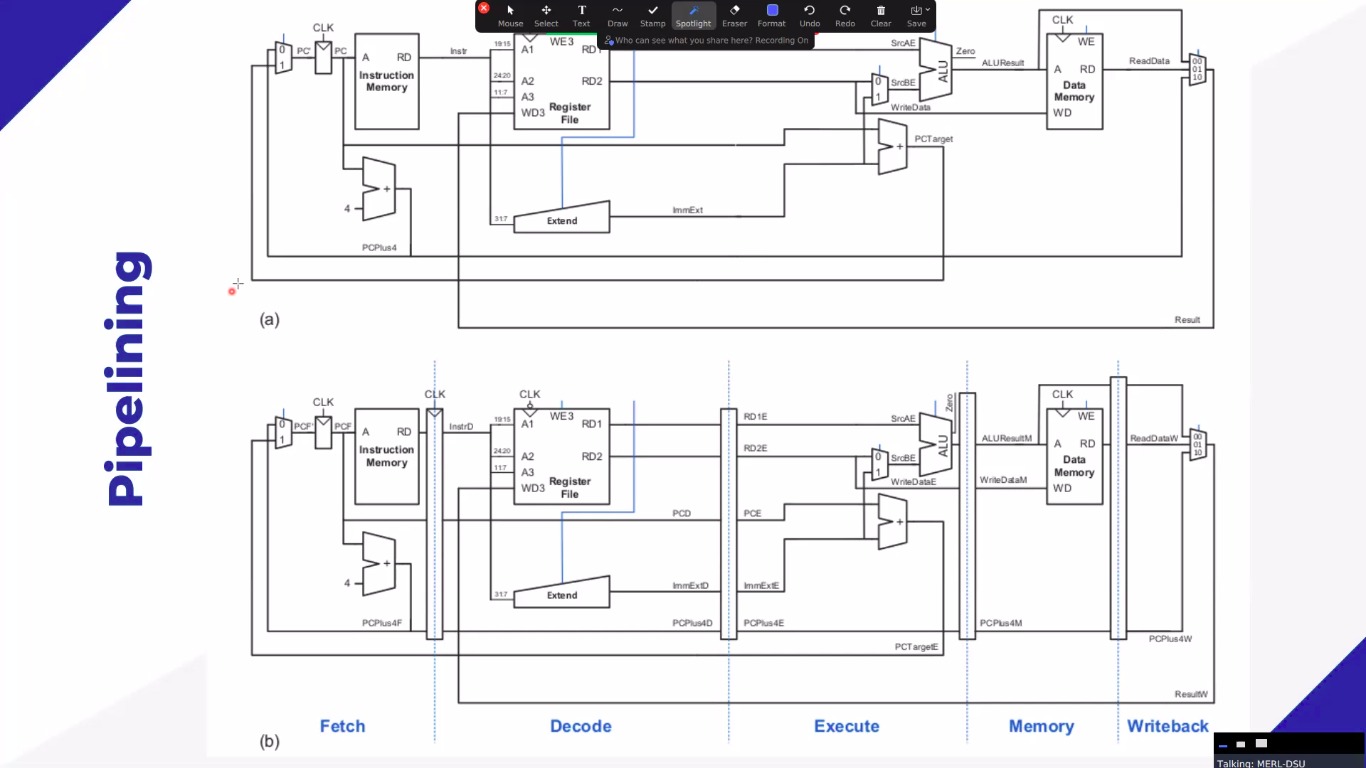 Mouse Select Text Draw Stamp Spotlight Eraser Format Undo Redo Clear Save
Who can see what you share here? Recording On
Pipelining
CLK
0
1
PC'
PC
A RD
Instruction
Memory
Instr
19:15
24:20
11:7
31:7
A1
WE3
RD1
A2
RD2
A3
WD3
Register
File
Extend
ImmExt
+
4
PCPlus4
SrcAE
Zero
ALU
0
1
SrcBE
WriteData
+
PCTarget
ALUResult
CLK
WE
A RD
Data
Memory
WD
ReadData
00
01
10
Result
(a)
CLK
0
1
PCF'
PCF
A RD
Instruction
Memory
CLK
InstrD
CLK
19:15
24:20
11:7
31:7
A1
WE3
RD1
A2
RD2
A3
WD3
Register
File
Extend
+
4
PCPlus4F
PCD
ImmExtD
PCPlus4D
RD1E
RD2E
PCE
ImmExtE
PCPlus4E
SrcAE
Zero
ALU
0
1
SrcBE
WriteDataE
+
PCTargetE
ALUResultM
WriteDataM
PCPlus4M
CLK
WE
A RD
Data
Memory
WD
ReadDataW
00
01
10
PCPlus4W
ResultW
Fetch Decode Execute Memory Writeback
(b)
Talking: MERL-DSU